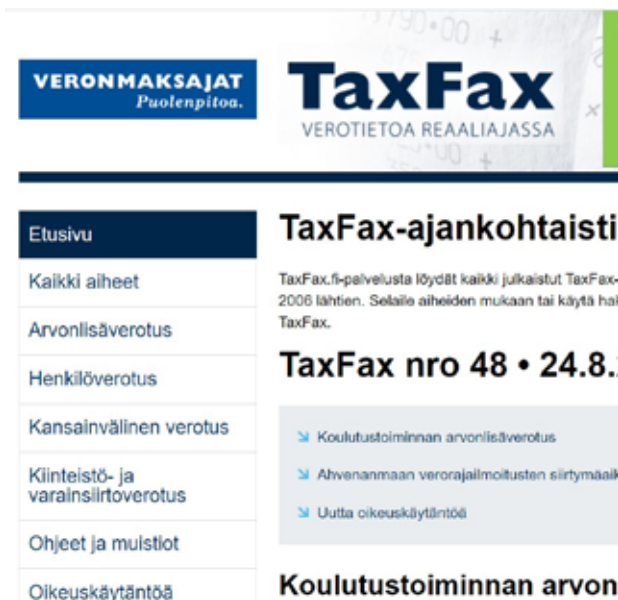 VERONMAKSAJAT
Puolenpitoa.
TaxFax
VEROTIETOA REAALIAJASSA
Etusivu
Kaikki aiheet
Arvonlisäverotus
Henkilöverotus
Kansainvälinen verotus
Kiinteistö- ja
varainsiirtoverotus
Ohjeet ja muistiot
Oikeuskäytäntöä
TaxFax-ajankohtaisti
TaxFax.fi-palvelusta löydät kaikki julkaistut TaxFax-
2006 lähtien. Selaile aiheiden mukaan tai käytä hak
TaxFax.
TaxFax nro 48 • 24.8.
Koulutustoiminnan arvonlisäverotus
Ahvenanmaan verorajailmoitusten siirtymäaik
Uutta oikeuskäytäntöä
Koulutustoiminnan arvon